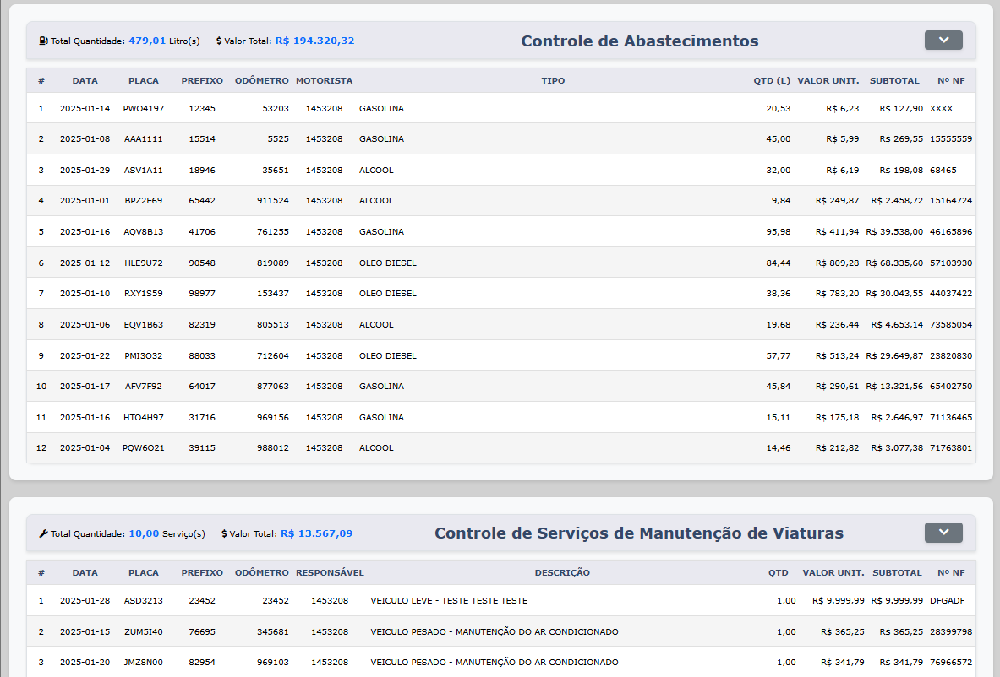 Total Quantidade: 479,01 Litro(s) $ Valor Total: R$ 194.320,32 Controle de Abastecimentos
# DATA PLACA PREFIXO ODÔMETRO MOTORISTA TIPO QTD (L) VALOR UNIT. SUBTOTAL Nº NF
1 2025-01-14 PWO4197 12345 53203 1453208 GASOLINA 20,53 R$ 6,23 R$ 127,90 XXXX
2 2025-01-08 AAA1111 15514 5525 1453208 GASOLINA 45,00 R$ 5,99 R$ 269,55 15555559
3 2025-01-29 ASV1A11 18946 35651 1453208 ALCOOL 32,00 R$ 6,19 R$ 198,08 68465
4 2025-01-01 BPZ2E69 65442 911524 1453208 ALCOOL 9,84 R$ 249,87 R$ 2.458,72 15164724
5 2025-01-16 AQV8B13 41706 761255 1453208 GASOLINA 95,98 R$ 411,94 R$ 39.538,00 46165896
6 2025-01-12 HLE9U72 90548 819089 1453208 OLEO DIESEL 84,44 R$ 809,28 R$ 68.335,60 57103930
7 2025-01-10 RXY1S59 98977 153437 1453208 OLEO DIESEL 38,36 R$ 783,20 R$ 30.043,55 44037422
8 2025-01-06 EQV1B63 82319 805513 1453208 ALCOOL 19,68 R$ 236,44 R$ 4.653,14 73585054
9 2025-01-22 PMI3O32 88033 712604 1453208 OLEO DIESEL 57,77 R$ 513,24 R$ 29.649,87 23820830
10 2025-01-17 AFV7F92 64017 877063 1453208 GASOLINA 45,84 R$ 290,61 R$ 13.321,56 65402750
11 2025-01-16 HTO4H97 31716 969156 1453208 GASOLINA 15,11 R$ 175,18 R$ 2.646,97 71136465
12 2025-01-04 PQW6O21 39115 988012 1453208 ALCOOL 14,46 R$ 212,82 R$ 3.077,38 71763801
Total Quantidade: 10,00 Serviço(s) $ Valor Total: R$ 13.567,09 Controle de Serviços de Manutenção de Viaturas
# DATA PLACA PREFIXO ODÔMETRO RESPONSÁVEL DESCRIÇÃO QTD VALOR UNIT. SUBTOTAL Nº NF
1 2025-01-28 ASD3213 23452 23452 1453208 VEICULO LEVE - TESTE TESTE TESTE 1,00 R$ 9.999,99 R$ 9.999,99 DFGADF
2 2025-01-15 ZUM5I40 76695 345681 1453208 VEICULO PESADO - MANUTENÇÃO DO AR CONDICIONADO 1,00 R$ 365,25 R$ 365,25 28399798
3 2025-01-20 JMZ8N00 82954 969103 1453208 VEICULO PESADO - MANUTENÇÃO DO AR CONDICIONADO 1,00 R$ 341,79 R$ 341,79 76966572